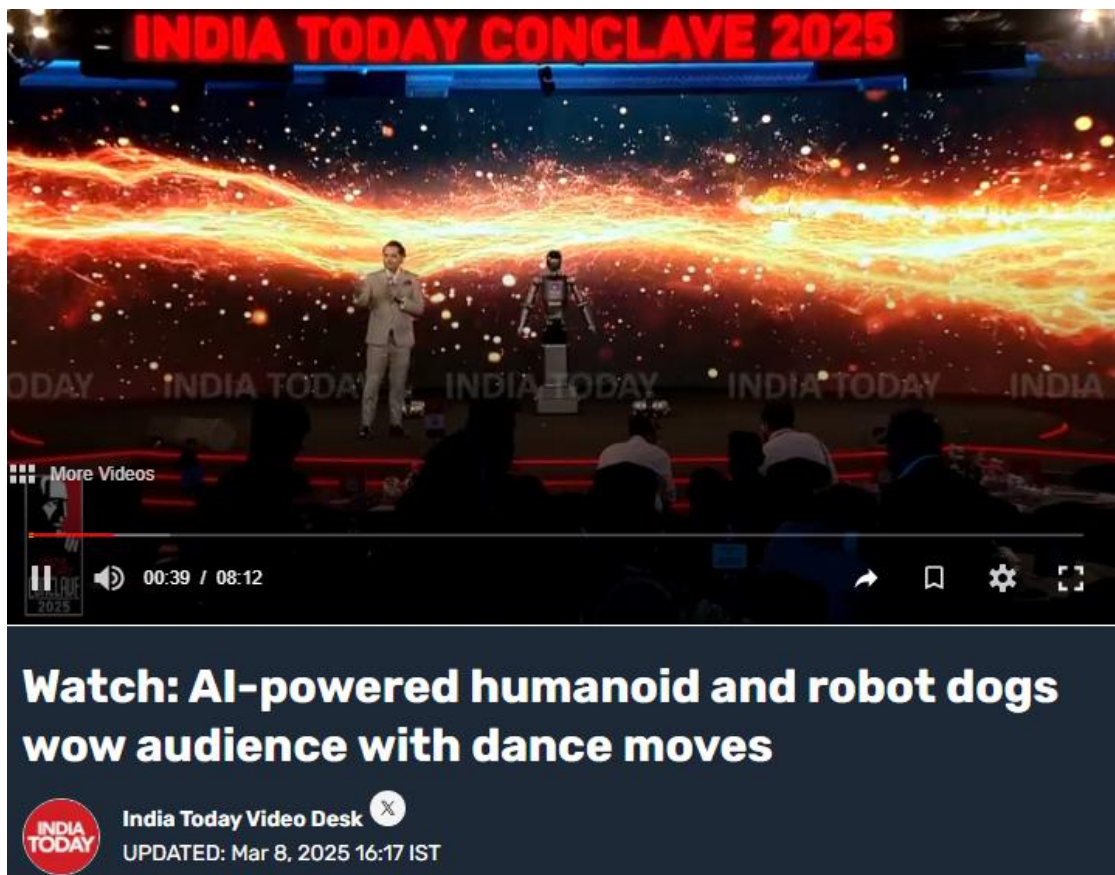 INDIA TODAY CONCLAVE 2025
ODAY INDIA TODAY INDIA TODAY INDIA TODAY INDIA
More Videos
CONCLAVE
2025
00:39 / 08:12
Watch: AI-powered humanoid and robot dogs
wow audience with dance moves
INDIA
TODAY
India Today Video Desk X
UPDATED: Mar 8, 2025 16:17 IST